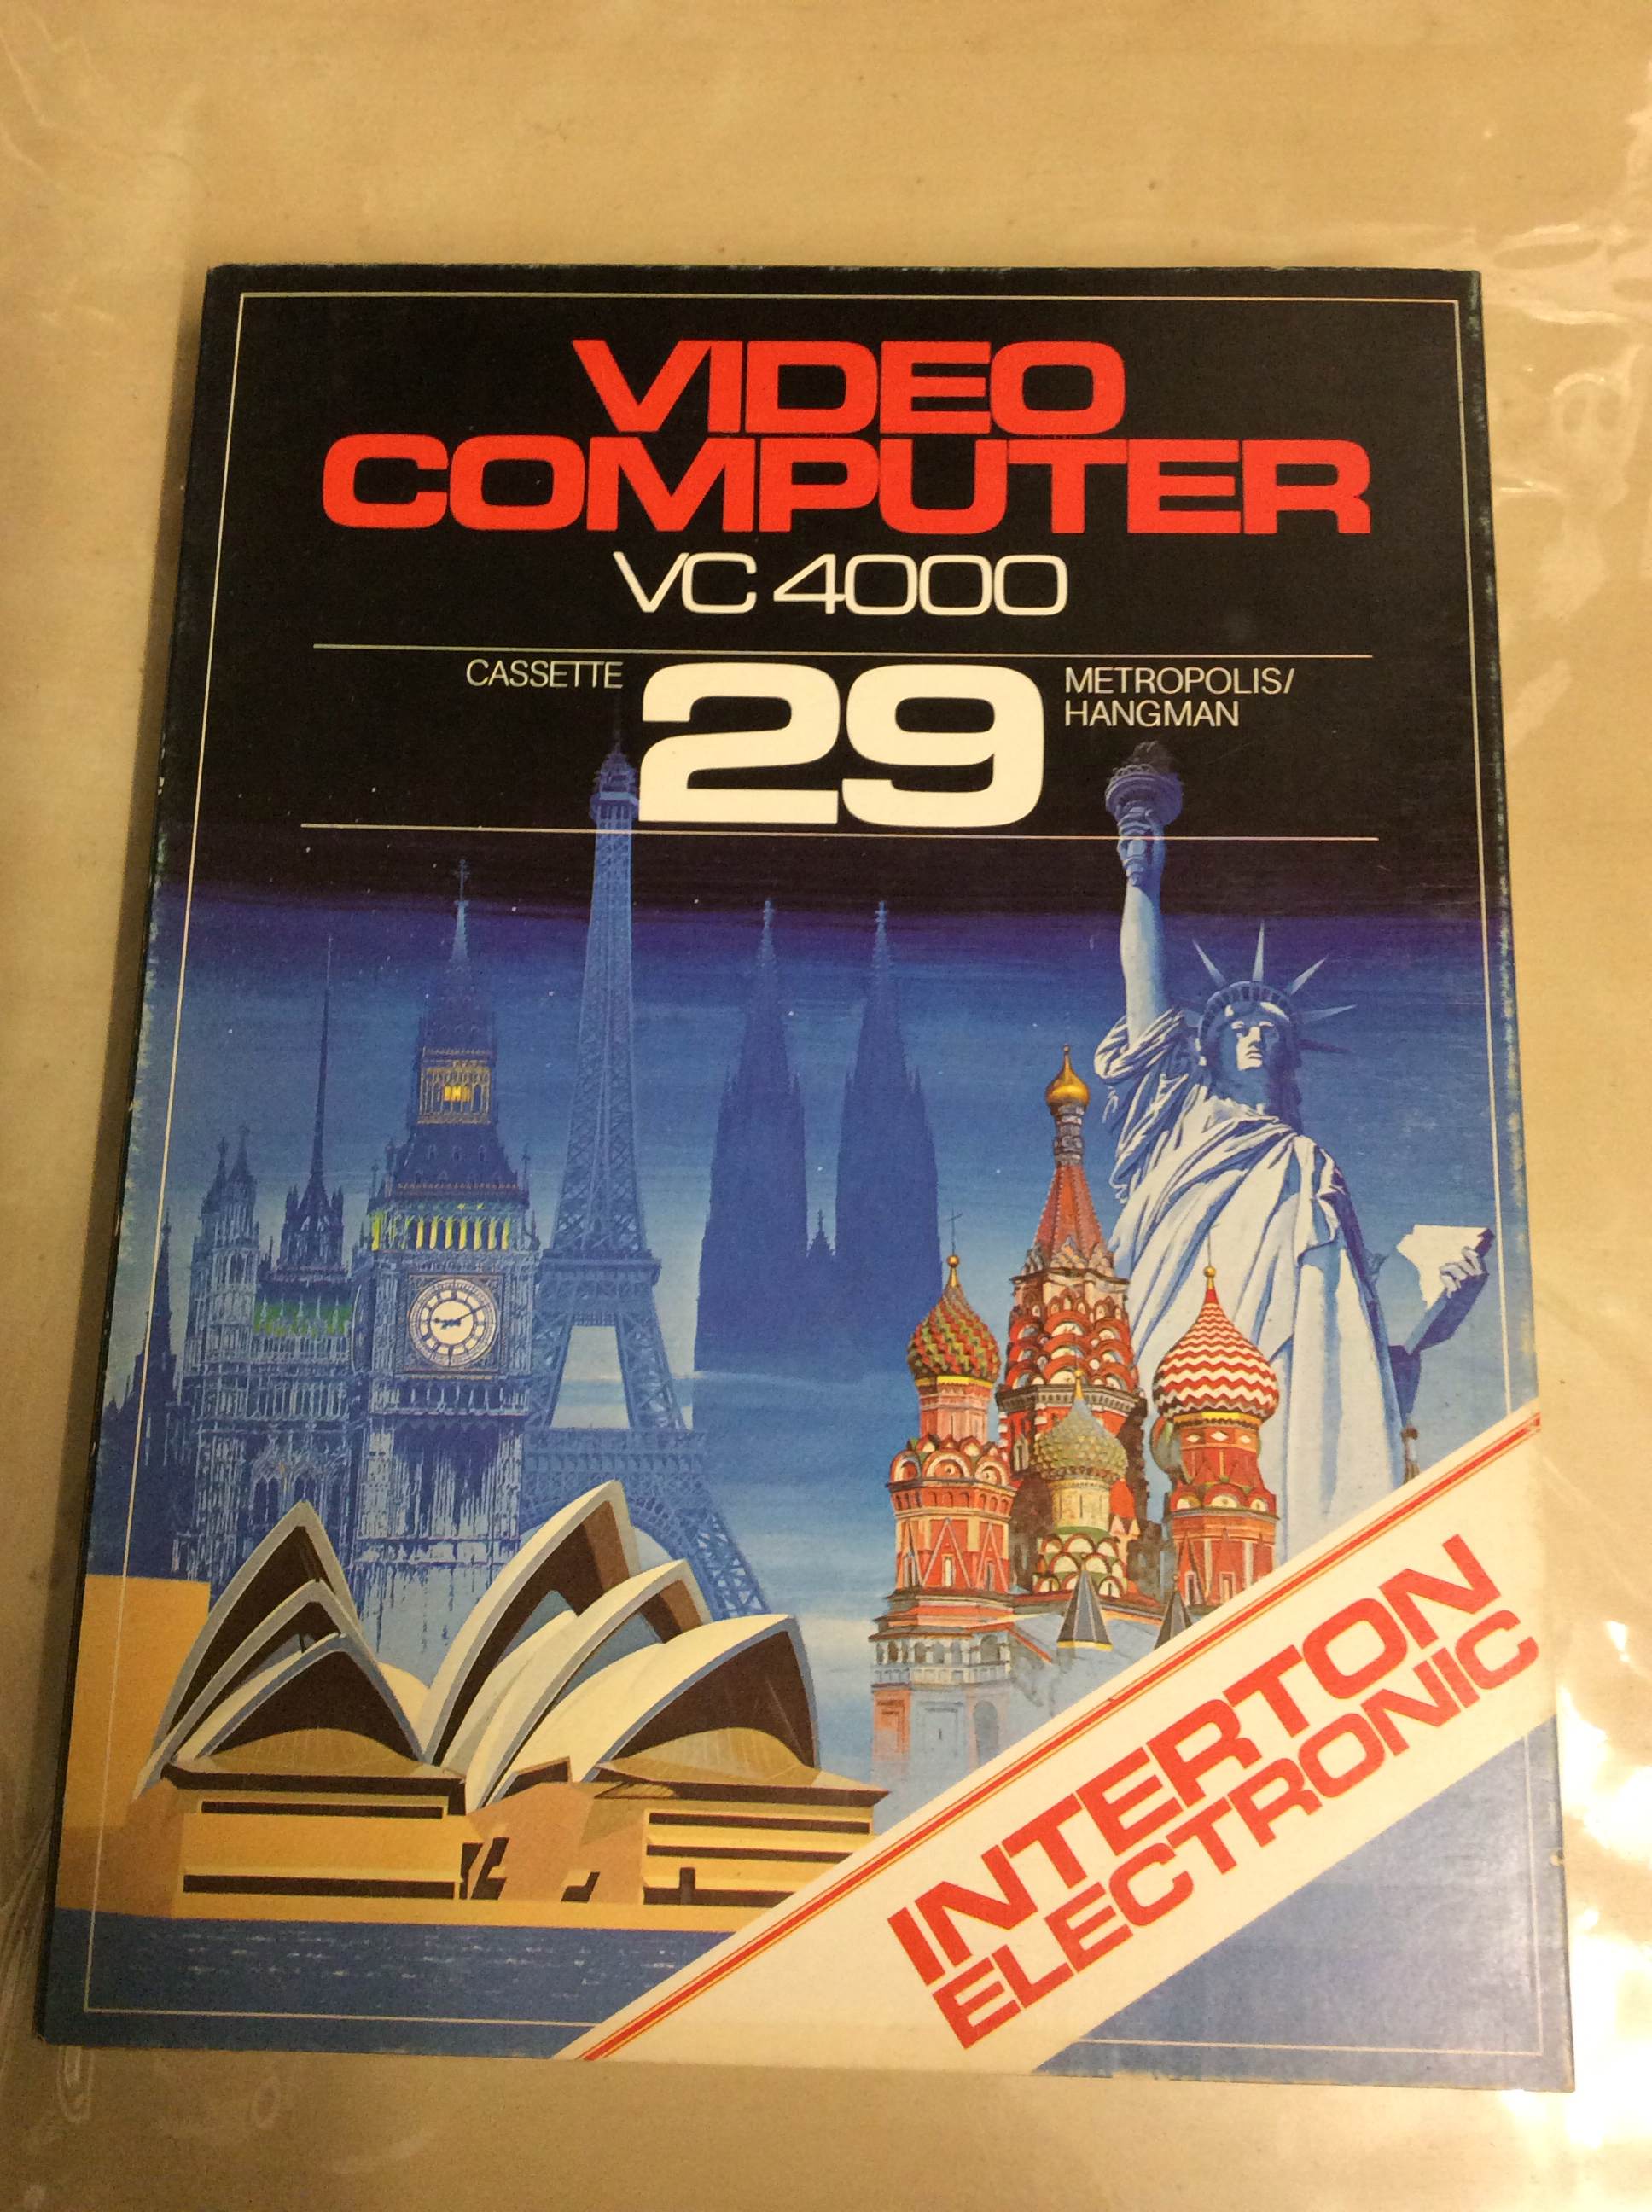 VIDEO
COMPUTER
VC 4000
CASSETTE
29
METROPOLIS/
HANGMAN
INTERTON
ELECTRONIC